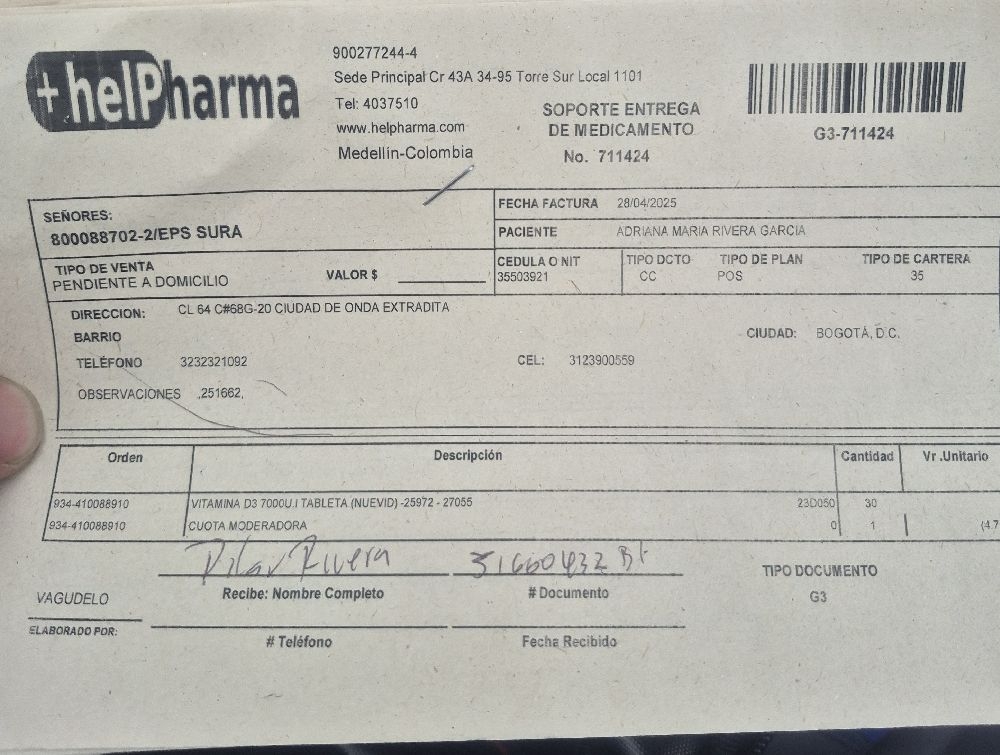 +helPharma
900277244-4
Sede Principal Cr 43A 34-95 Torre Sur Local 1101
Tel: 4037510
www.helpharma.com
Medellín-Colombia
SOPORTE ENTREGA
DE MEDICAMENTO
No. 711424
G3-711424
SEÑORES:
800088702-2/EPS SURA
FECHA FACTURA 28/04/2025
PACIENTE ADRIANA MARIA RIVERA GARCIA
TIPO DE VENTA
PENDIENTE A DOMICILIO
VALOR $
CEDULA O NIT
35503921
TIPO DCTO
CC
TIPO DE PLAN
POS
TIPO DE CARTERA
35
DIRECCION: CL 64 C#68G-20 CIUDAD DE ONDA EXTRADITA
BARRIO
CIUDAD: BOGOTÁ, D.C.
TELÉFONO 3232321092
CEL: 3123900559
OBSERVACIONES ,251662,
Orden Descripción Cantidad Vr .Unitario
934-410088910 VITAMINA D3 7000U.I TABLETA (NUEVID) -25972 - 27055 23D050 30
934-410088910 CUOTA MODERADORA 0 1 (4.7
Pilar Rivera 51660432 Bt
Recibe: Nombre Completo # Documento
TIPO DOCUMENTO
G3
VAGUDELO
ELABORADO POR:
# Teléfono Fecha Recibido